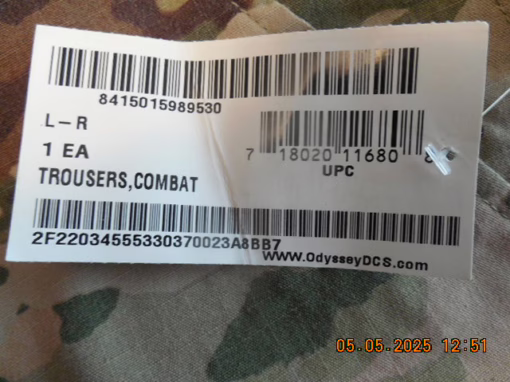 8415015989530
L-R
1 EA
TROUSERS,COMBAT
7 18020 11680 8
UPC
2F22034555330370023A8BB7
www.OdysseyDCS.com
05.05.2025 12:51